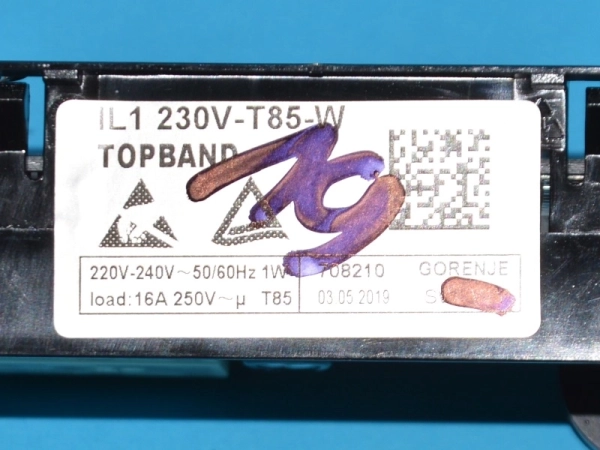 IL1 230V-T85-W
TOPBAND
220V-240V~50/60Hz 1W
708210
GORENJE
load:16A 250V~µ T85
03.05.2019